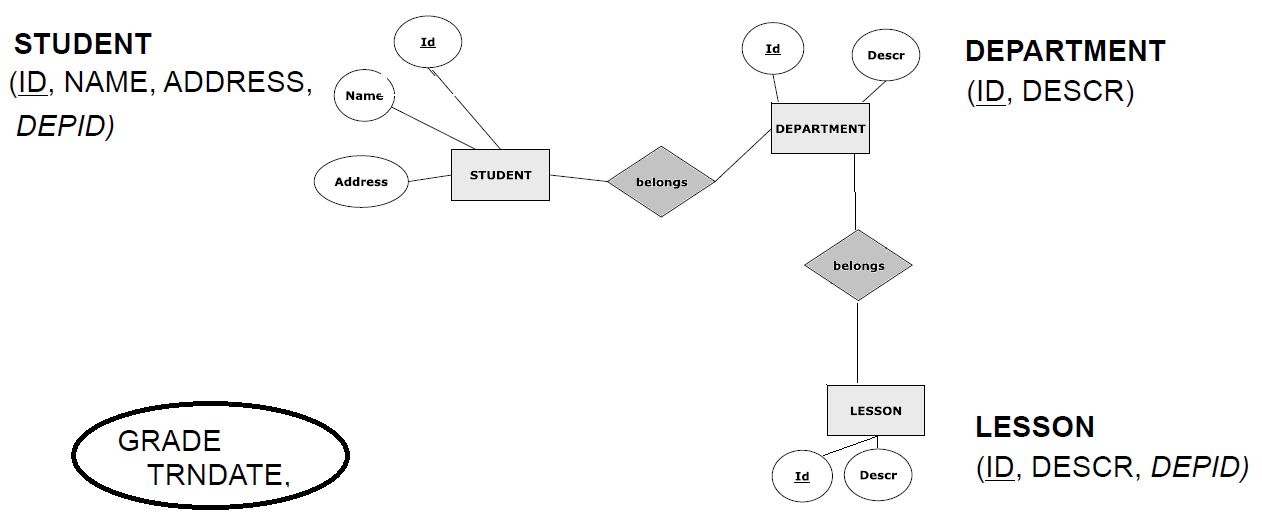 STUDENT
(ID, NAME, ADDRESS,
DEPID)
Id
Name
Address
STUDENT
belongs
Id
Descr
DEPARTMENT
DEPARTMENT
(ID, DESCR)
belongs
LESSON
Id
Descr
LESSON
(ID, DESCR, DEPID)
GRADE
TRNDATE,